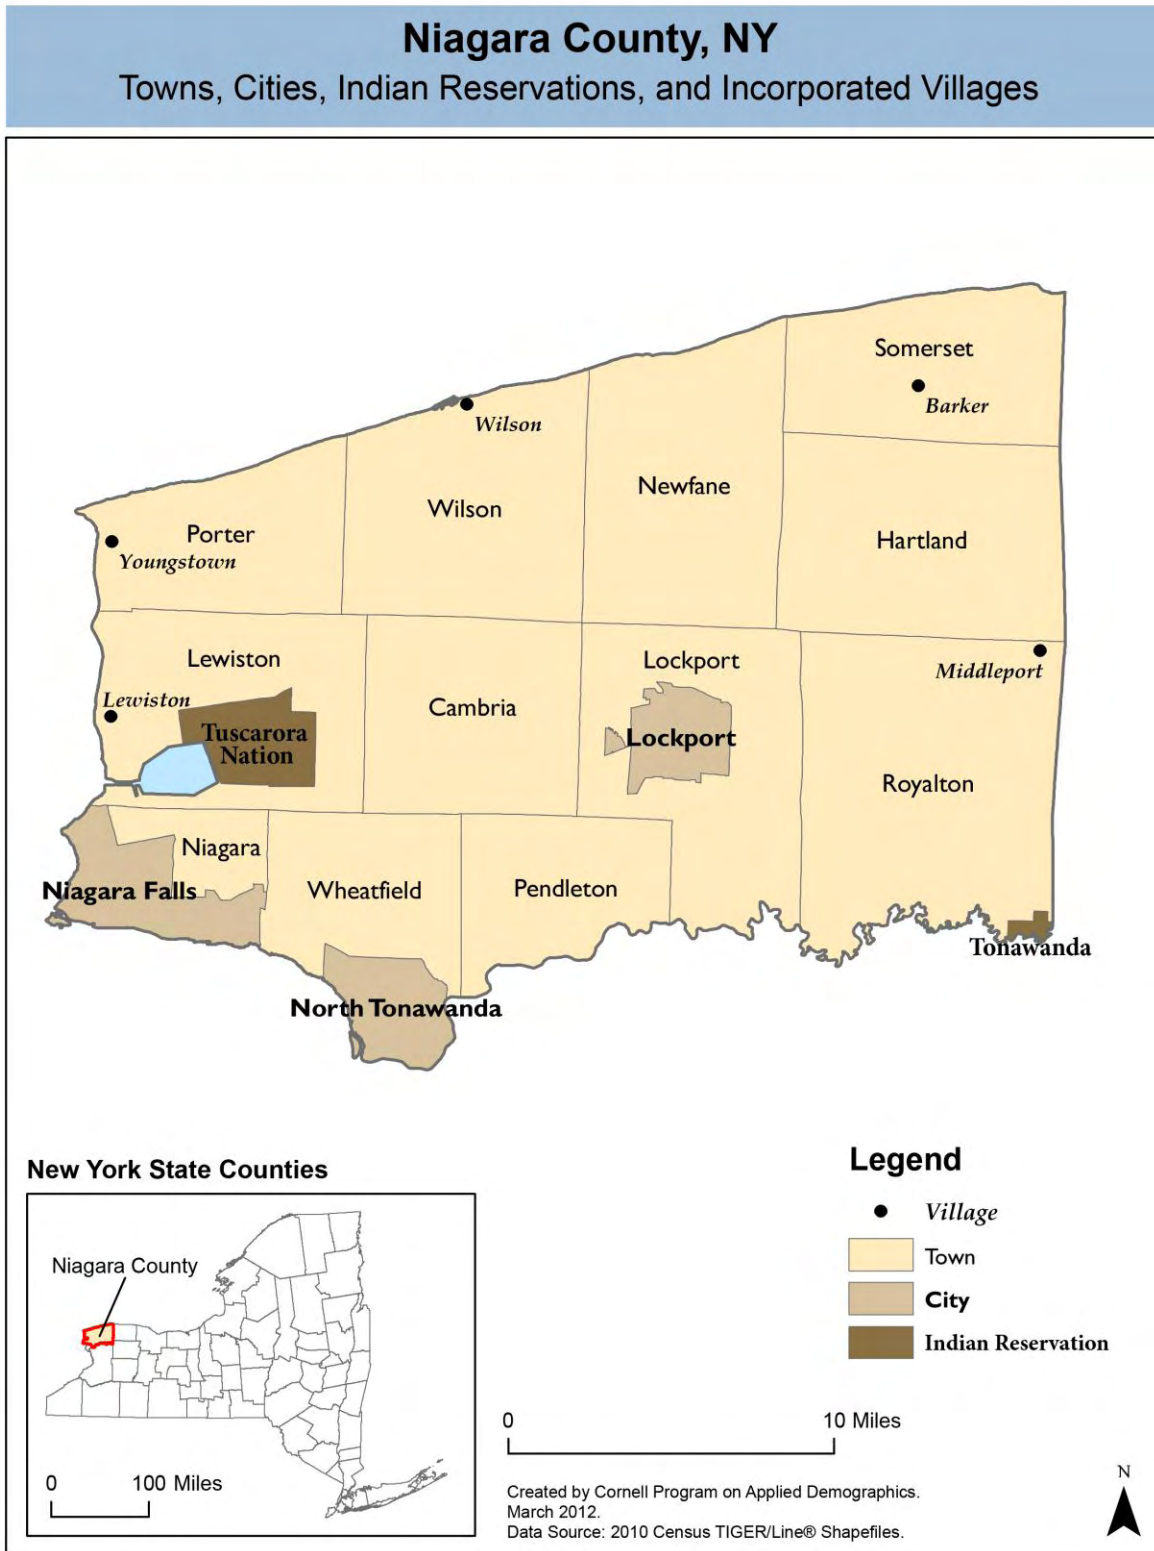 Niagara County, NY
Towns, Cities, Indian Reservations, and Incorporated Villages
Somerset
Barker
Wilson
Newfane
Wilson
Porter
Hartland
Youngstown
Lewiston
Lockport
Middleport
Lewiston
Cambria
Tuscarora
Nation
Lockport
Royalton
Niagara
Niagara Falls
Wheatfield
Pendleton
Tonawanda
North Tonawanda
New York State Counties
Niagara County
0 100 Miles
Legend
Village
Town
City
Indian Reservation
0 10 Miles
Created by Cornell Program on Applied Demographics.
March 2012.
Data Source: 2010 Census TIGER/Line® Shapefiles.
N